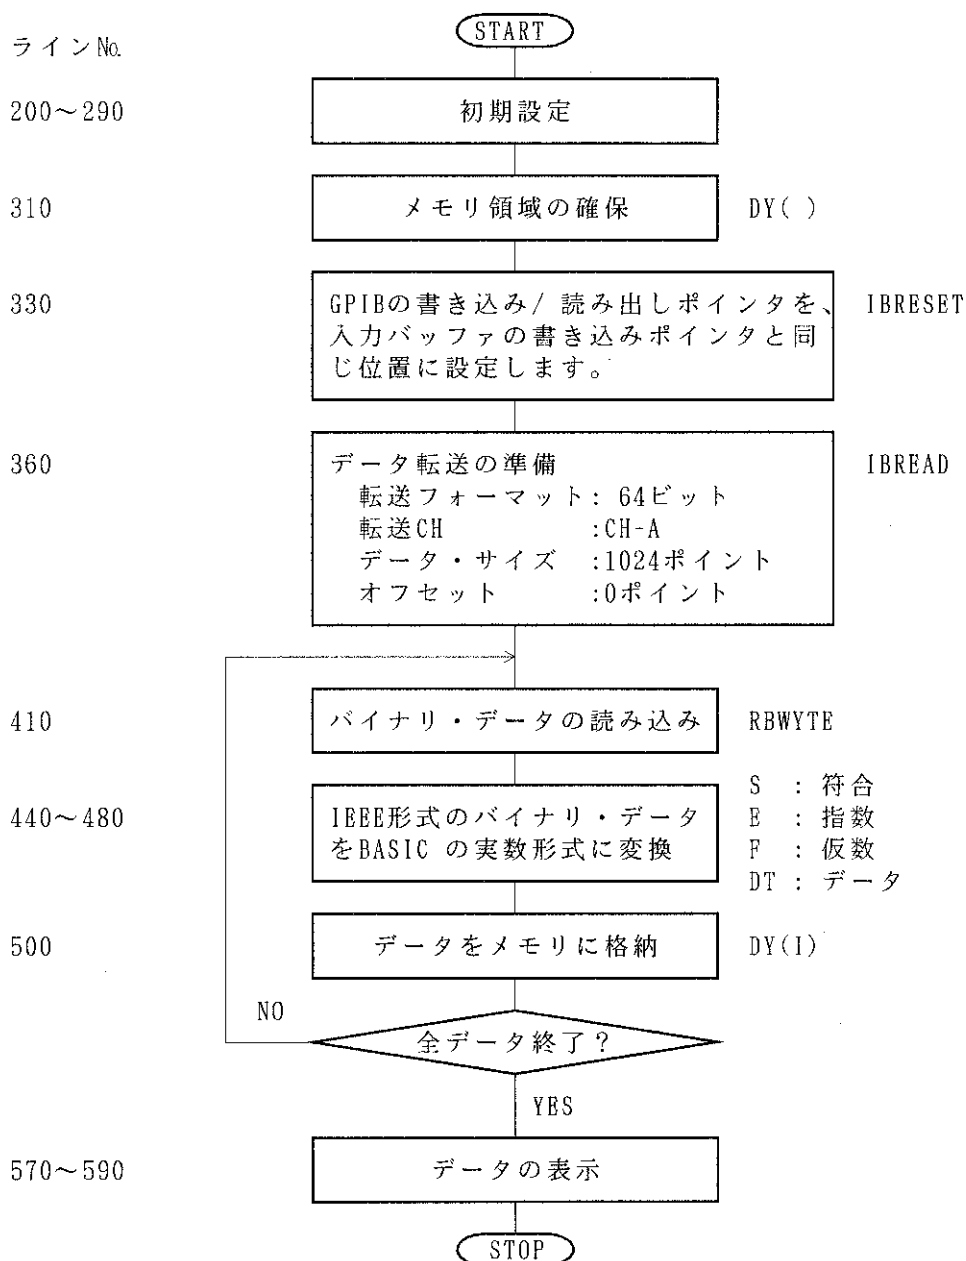 START
ラインNo.
200～290 初期設定
310 メモリ領域の確保 DY( )
330 GPIBの書き込み/ 読み出しポインタを、 IBRESET
入力バッファの書き込みポインタと同
じ位置に設定します。
360 データ転送の準備 IBREAD
転送フォーマット: 64ビット
転送CH :CH-A
データ・サイズ :1024ポイント
オフセット :0ポイント
410 バイナリ・データの読み込み RBWYTE
440～480 IEEE形式のバイナリ・データ
をBASIC の実数形式に変換
S : 符合
E : 指数
F : 仮数
DT : データ
500 データをメモリに格納 DY(I)
NO
全データ終了?
YES
570～590 データの表示
STOP